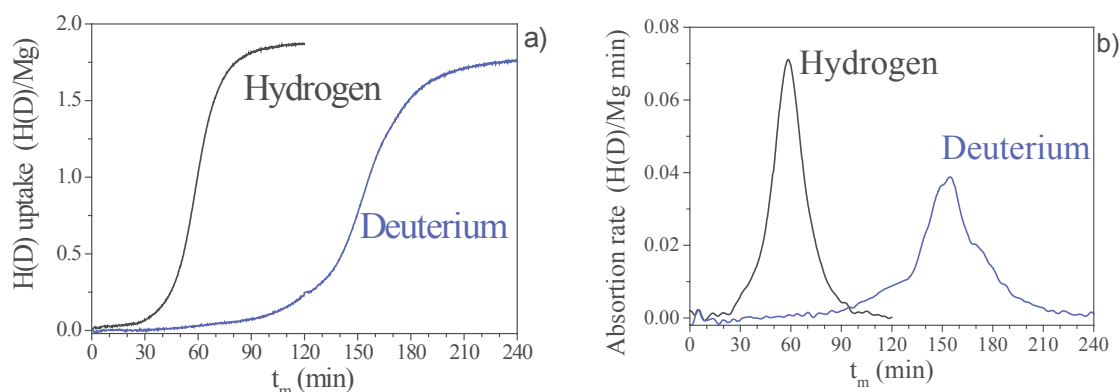 a)
H(D) uptake (H(D)/Mg)
2.0
1.5
1.0
0.5
0.0
Hydrogen
Deuterium
0 30 60 90 120 150 180 210 240
t_m (min)
b)
Absortion rate (H(D)/Mg min)
0.08
0.06
0.04
0.02
0.00
Hydrogen
Deuterium
0 30 60 90 120 150 180 210 240
t_m (min)